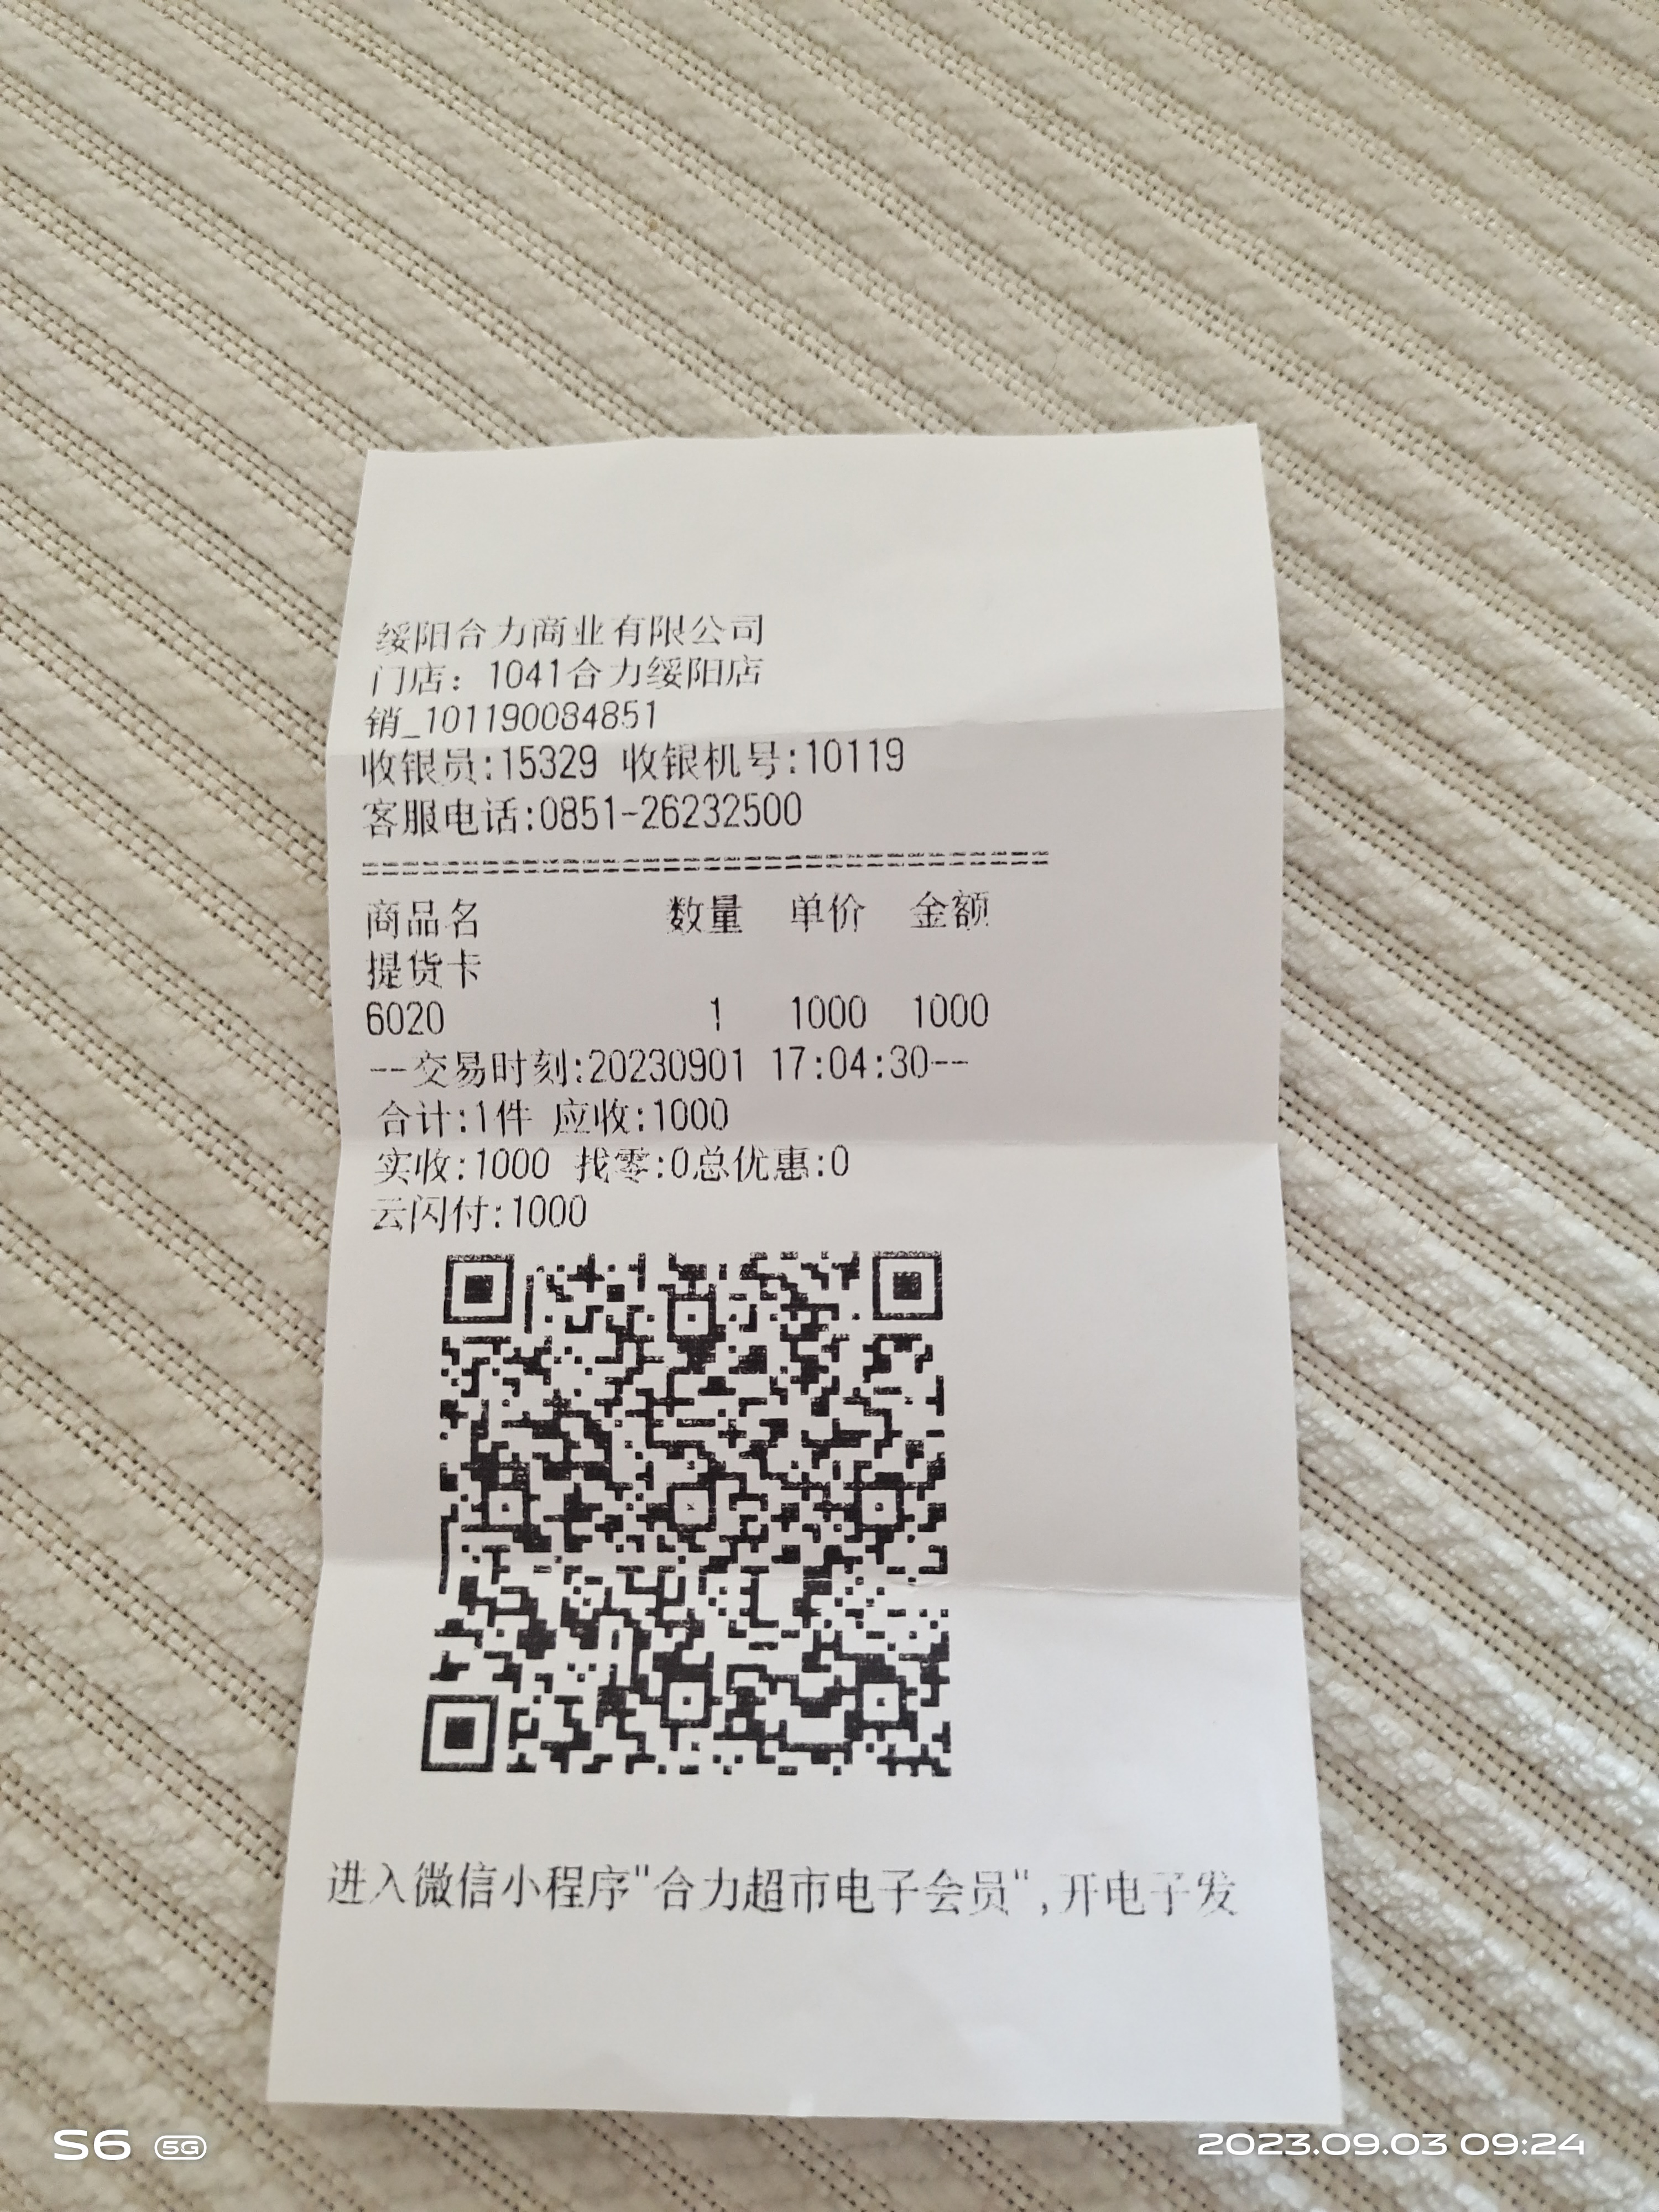 绥阳合力商业有限公司
门店：1041合力绥阳店
销_101190084851
收银员:15329 收银机号:10119
客服电话:0851-26232500
==================================
商品名 数量 单价 金额
提货卡
6020 1 1000 1000
--交易时刻:20230901 17:04:30--
合计:1件 应收:1000
实收:1000 找零:0总优惠:0
云闪付:1000
进入微信小程序"合力超市电子会员",开电子发
S6 5G
2023.09.03 09:24